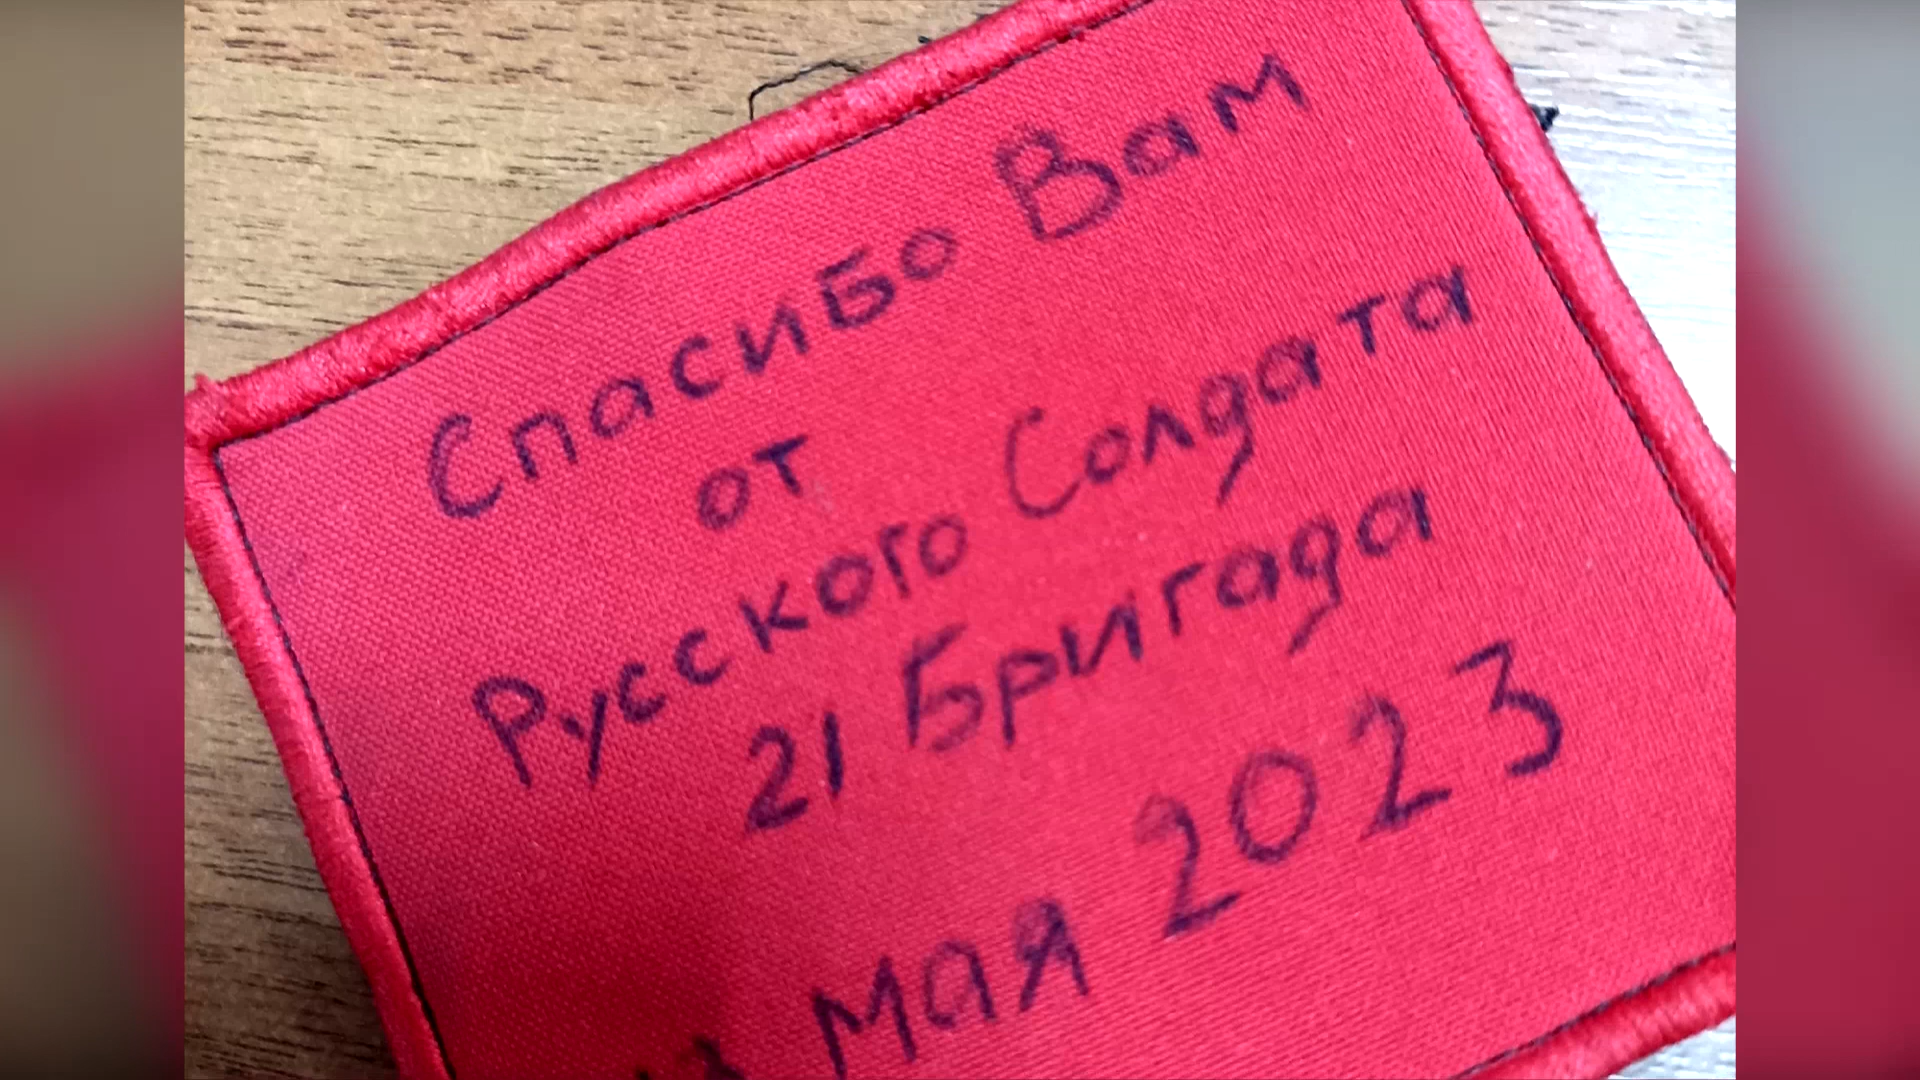 Спасибо Вам
от
Русского Солдата
21 Бригада
мая 2023